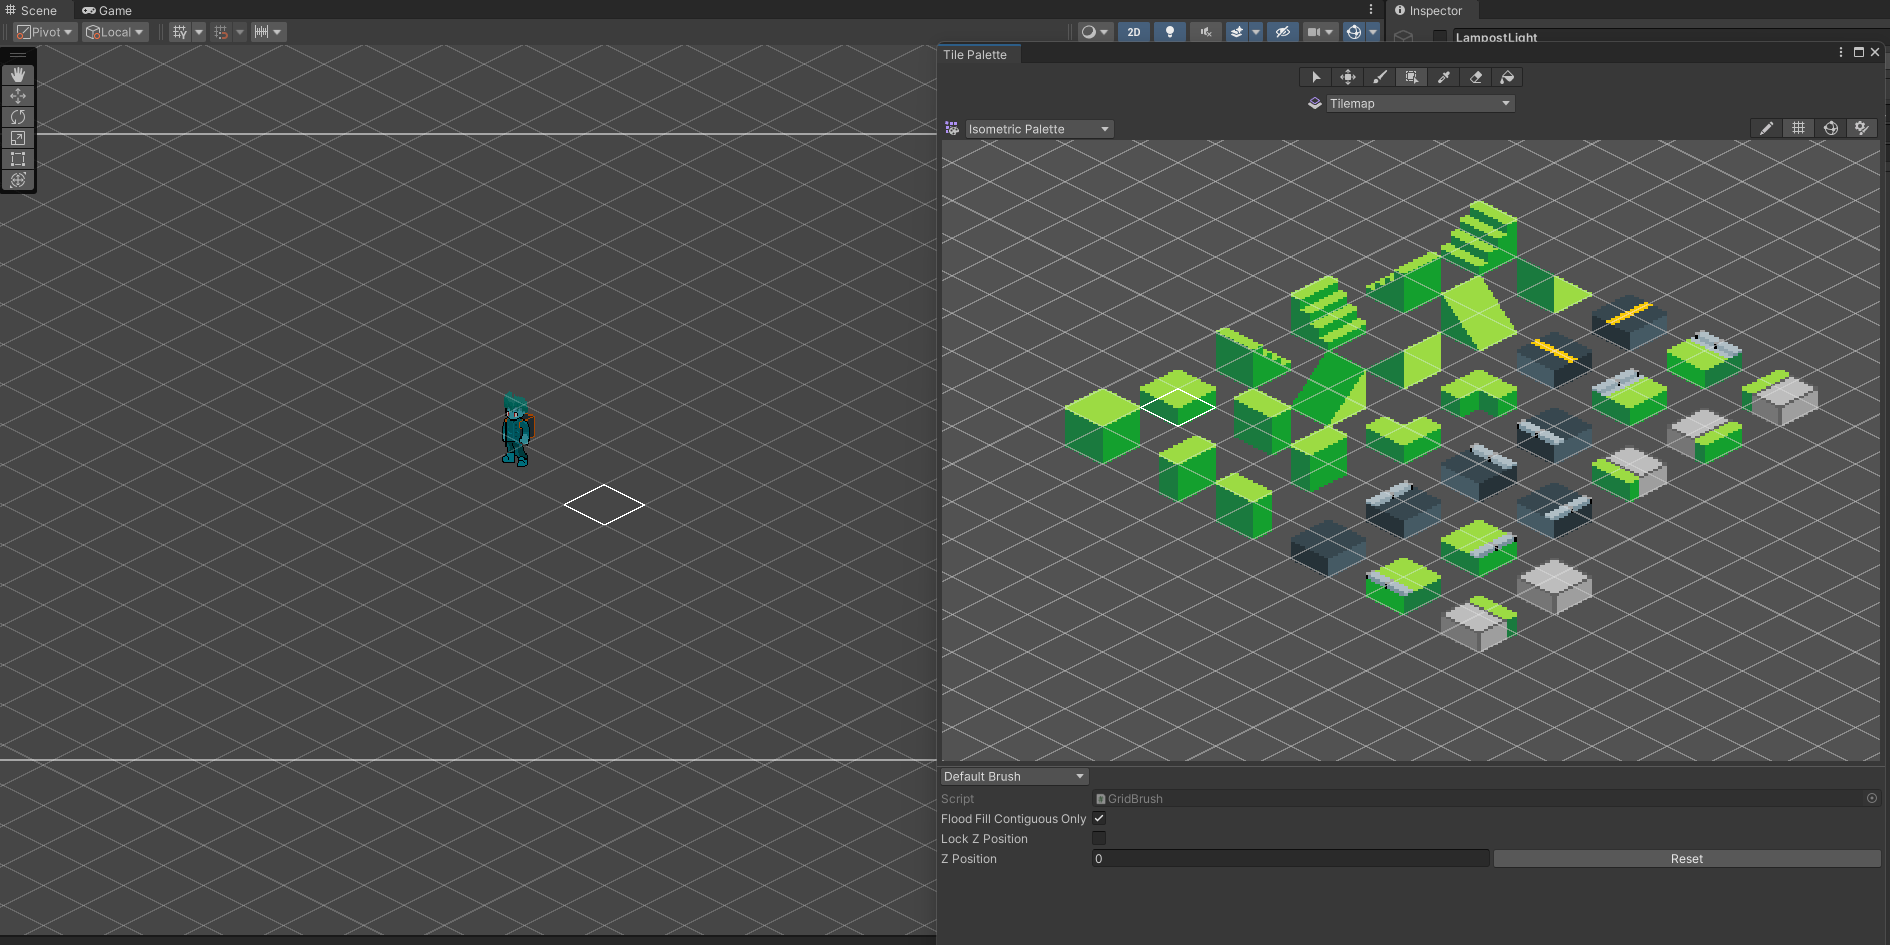 Scene
Game
Inspector
Pivot
Local
2D
LampostLight
Tile Palette
Tilemap
Isometric Palette
Default Brush
Script
GridBrush
Flood Fill Contiguous Only
Lock Z Position
Z Position
0
Reset